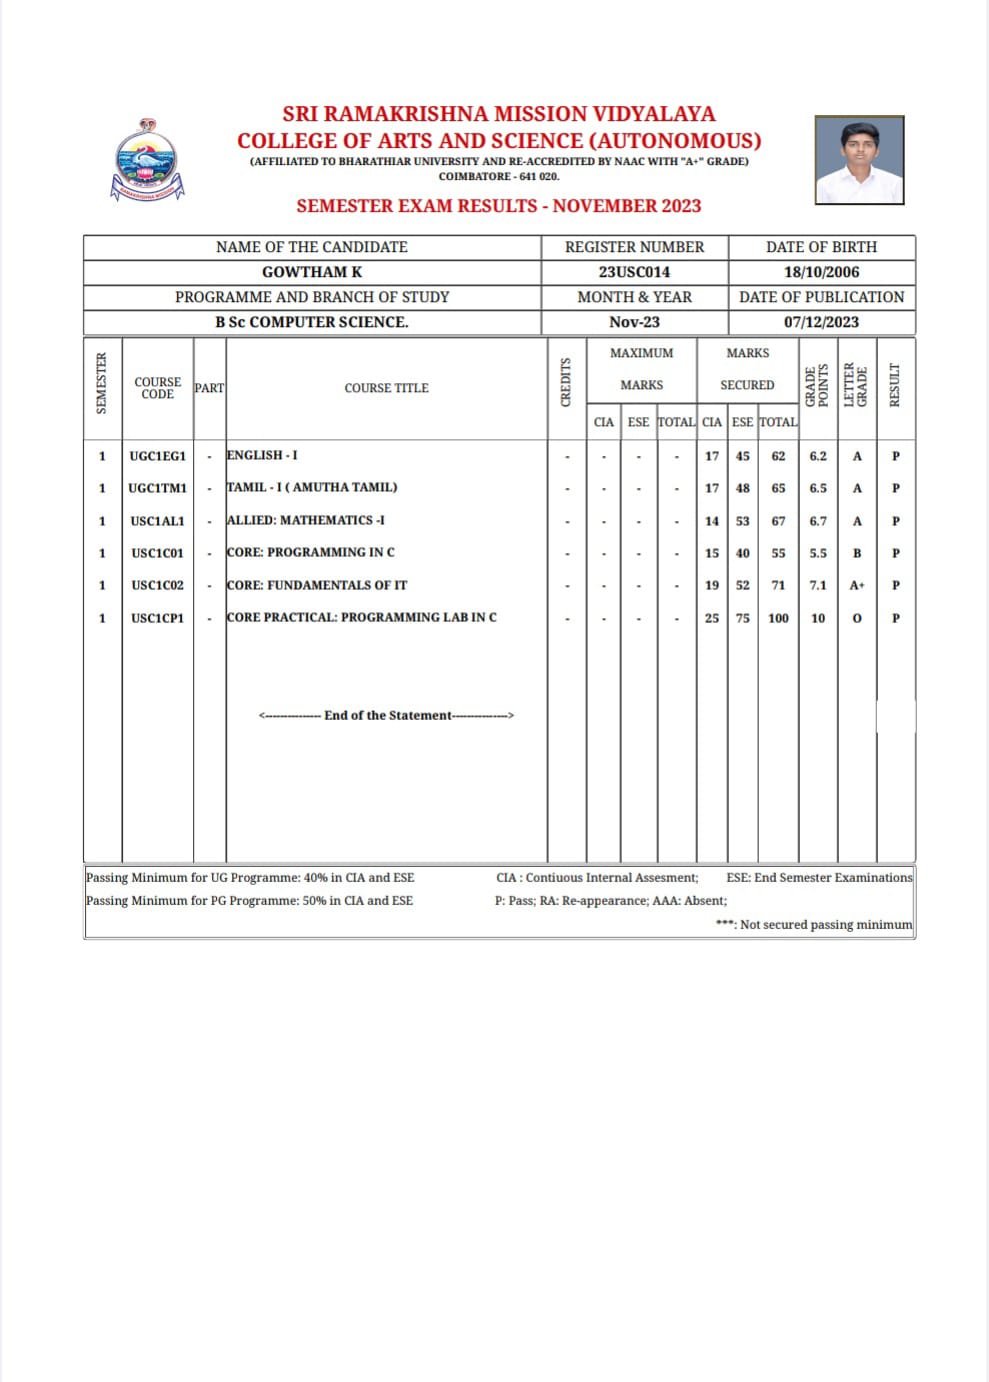 SRI RAMAKRISHNA MISSION VIDYALAYA
COLLEGE OF ARTS AND SCIENCE (AUTONOMOUS)
(AFFILIATED TO BHARATHIAR UNIVERSITY AND RE-ACCREDITED BY NAAC WITH "A+" GRADE)
COIMBATORE - 641 020.
SEMESTER EXAM RESULTS - NOVEMBER 2023
RAMAKRISHNA MISSION
NAME OF THE CANDIDATE REGISTER NUMBER DATE OF BIRTH
GOWTHAM K 23USC014 18/10/2006
PROGRAMME AND BRANCH OF STUDY MONTH & YEAR DATE OF PUBLICATION
B Sc COMPUTER SCIENCE. Nov-23 07/12/2023
SEMESTER COURSE CODE PART COURSE TITLE CREDITS MAXIMUM MARKS MARKS SECURED GRADE POINTS LETTER GRADE RESULT
CIA ESE TOTAL CIA ESE TOTAL
1 UGC1EG1 - ENGLISH - I - - - - 17 45 62 6.2 A P
1 UGC1TM1 - TAMIL - I ( AMUTHA TAMIL) - - - - 17 48 65 6.5 A P
1 USC1AL1 - ALLIED: MATHEMATICS -I - - - - 14 53 67 6.7 A P
1 USC1C01 - CORE: PROGRAMMING IN C - - - - 15 40 55 5.5 B P
1 USC1C02 - CORE: FUNDAMENTALS OF IT - - - - 19 52 71 7.1 A+ P
1 USC1CP1 - CORE PRACTICAL: PROGRAMMING LAB IN C - - - - 25 75 100 10 O P
<--------------- End of the Statement--------------->
Passing Minimum for UG Programme: 40% in CIA and ESE CIA : Contiuous Internal Assesment; ESE: End Semester Examinations
Passing Minimum for PG Programme: 50% in CIA and ESE P: Pass; RA: Re-appearance; AAA: Absent;
***: Not secured passing minimum